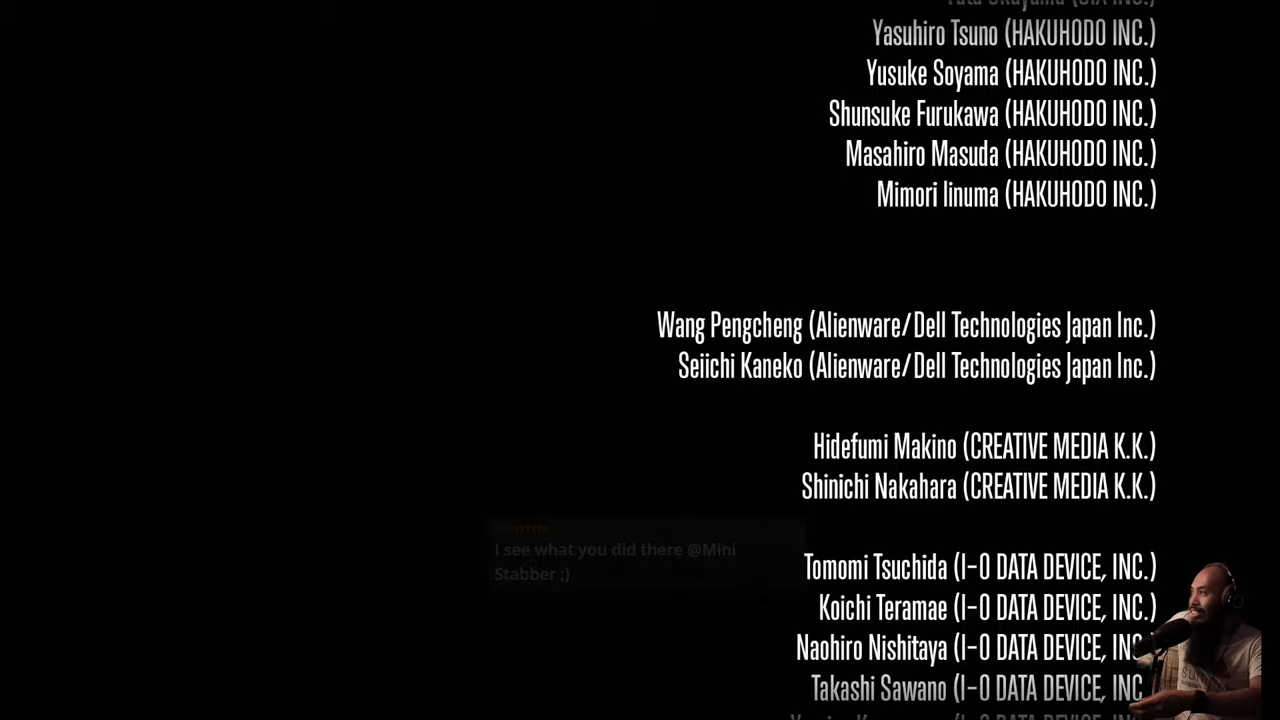 Yasuhiro Tsuno (HAKUHODO INC.)
Yusuke Soyama (HAKUHODO INC.)
Shunsuke Furukawa (HAKUHODO INC.)
Masahiro Masuda (HAKUHODO INC.)
Mimori Iinuma (HAKUHODO INC.)
Wang Pengcheng (Alienware/Dell Technologies Japan Inc.)
Seiichi Kaneko (Alienware/Dell Technologies Japan Inc.)
Hidefumi Makino (CREATIVE MEDIA K.K.)
Shinichi Nakahara (CREATIVE MEDIA K.K.)
I see what you did there @Mini
Stabber ;)
Tomomi Tsuchida (I-O DATA DEVICE, INC.)
Koichi Teramae (I-O DATA DEVICE, INC.)
Naohiro Nishitaya (I-O DATA DEVICE, INC.)
Takashi Sawano (I-O DATA DEVICE, INC